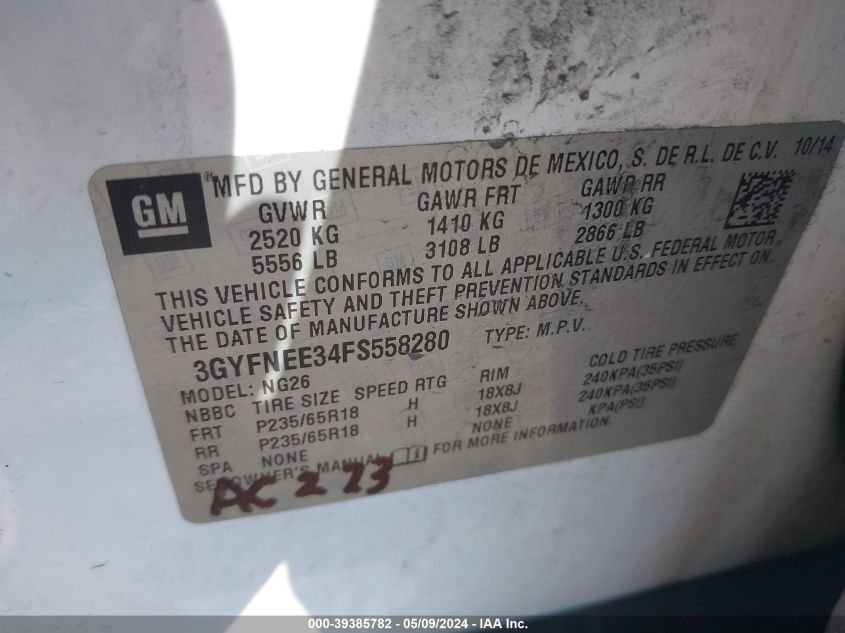 GM
® MFD BY GENERAL MOTORS DE MEXICO, S. DE R.L. DE C.V. 10/14
GVWR GAWR FRT GAWR RR
2520 KG 1410 KG 1300 KG
5556 LB 3108 LB 2866 LB
THIS VEHICLE CONFORMS TO ALL APPLICABLE U.S. FEDERAL MOTOR
VEHICLE SAFETY AND THEFT PREVENTION STANDARDS IN EFFECT ON
THE DATE OF MANUFACTURE SHOWN ABOVE.
3GYFNEE34FS558280 TYPE: M.P.V.
MODEL: NG26
NBBC TIRE SIZE SPEED RTG RIM COLD TIRE PRESSURE
FRT P235/65R18 H 18X8J 240KPA(35PSI)
RR P235/65R18 H 18X8J 240KPA(35PSI)
SPA NONE NONE KPA(PSI)
SEE OWNER'S MANUAL FOR MORE INFORMATION.
AC 273
000-39385782 - 05/09/2024 - IAA Inc.